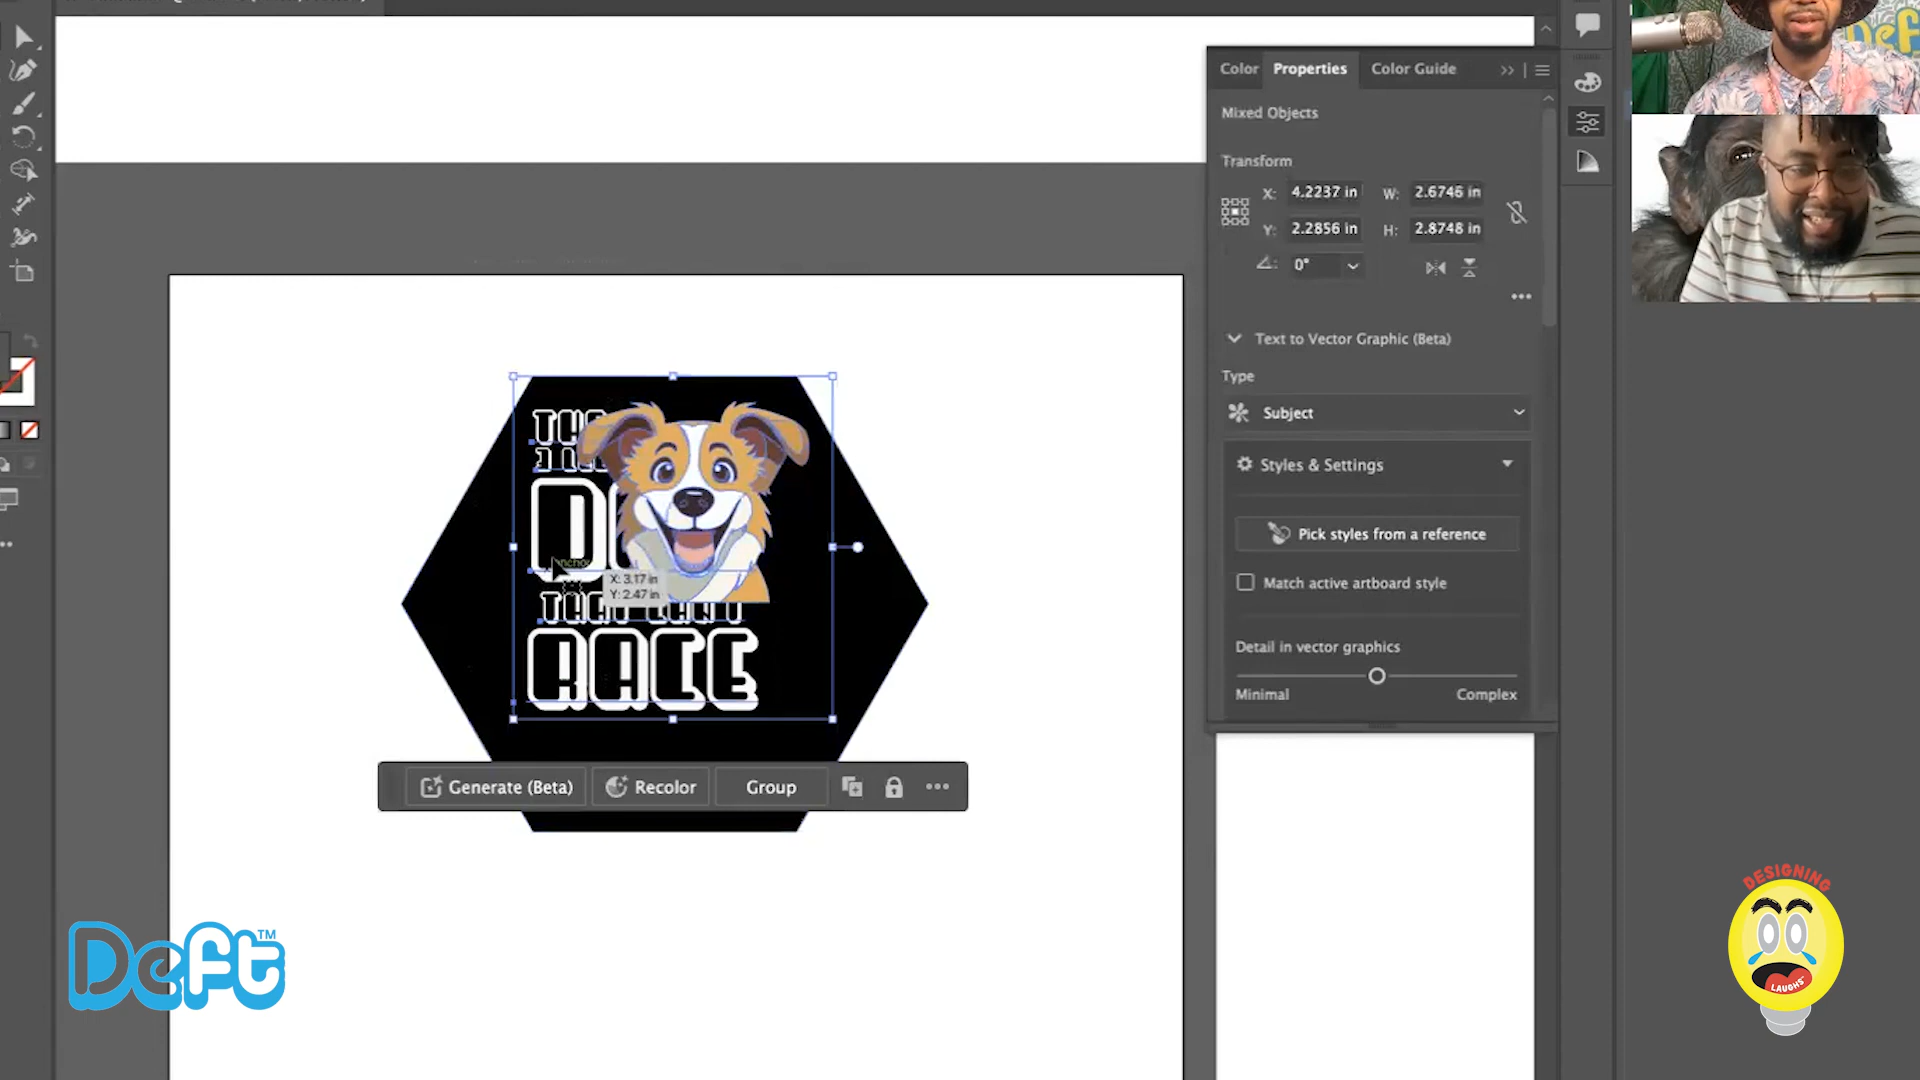 Color Properties Color Guide
Mixed Objects
Transform
X: 4.2237 in W: 2.6746 in
Y: 2.2856 in H: 2.8748 in
0°
Text to Vector Graphic (Beta)
Type
Subject
Styles & Settings
Pick styles from a reference
Match active artboard style
Detail in vector graphics
Minimal Complex
X: 3.17 in
Y: 2.47 in
THAT CAN'T
RACE
Generate (Beta) Recolor Group
Deft™
DESIGNING
LAUGHS
Deft